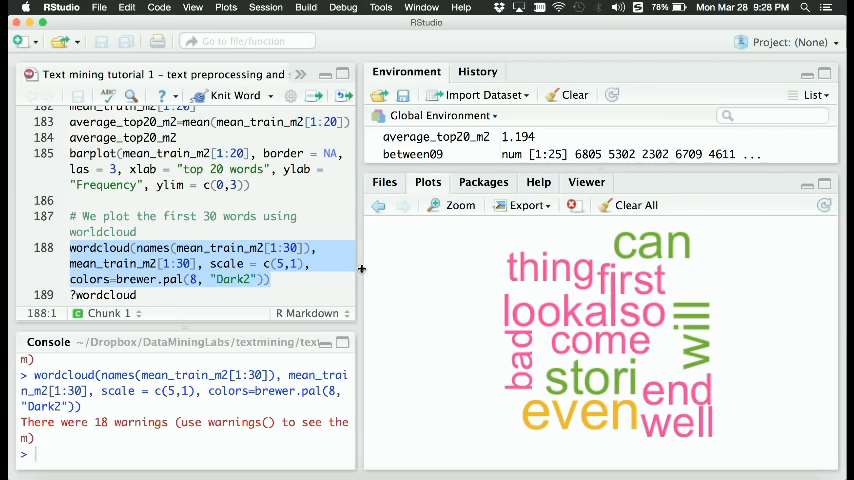 RStudio File Edit Code View Plots Session Build Debug Tools Window Help 78% Mon Mar 28 9:28 PM
RStudio
Go to file/function Project: (None)
Text mining tutorial 1 - text preprocessing and
ABC Knit Word
182 mean_train_m2[1:20]
183 average_top20_m2=mean(mean_train_m2[1:20])
184 average_top20_m2
185 barplot(mean_train_m2[1:20], border = NA,
las = 3, xlab = "top 20 words", ylab =
"Frequency", ylim = c(0,3))
186
187 # We plot the first 30 words using
worldcloud
188 wordcloud(names(mean_train_m2[1:30]),
mean_train_m2[1:30], scale = c(5,1),
colors=brewer.pal(8, "Dark2"))
189 ?wordcloud
188:1 Chunk 1 R Markdown
Console ~/Dropbox/DataMiningLabs/textmining/text
m)
> wordcloud(names(mean_train_m2[1:30]), mean_trai
n_m2[1:30], scale = c(5,1), colors=brewer.pal(8,
"Dark2"))
There were 18 warnings (use warnings() to see the
m)
>
Environment History
Import Dataset Clear List
Global Environment
average_top20_m2 1.194
between09 num [1:25] 6805 5302 2302 6709 4611 ...
Files Plots Packages Help Viewer
Zoom Export Clear All
can
thing first
look also
will
bad come
stori
end
even
well